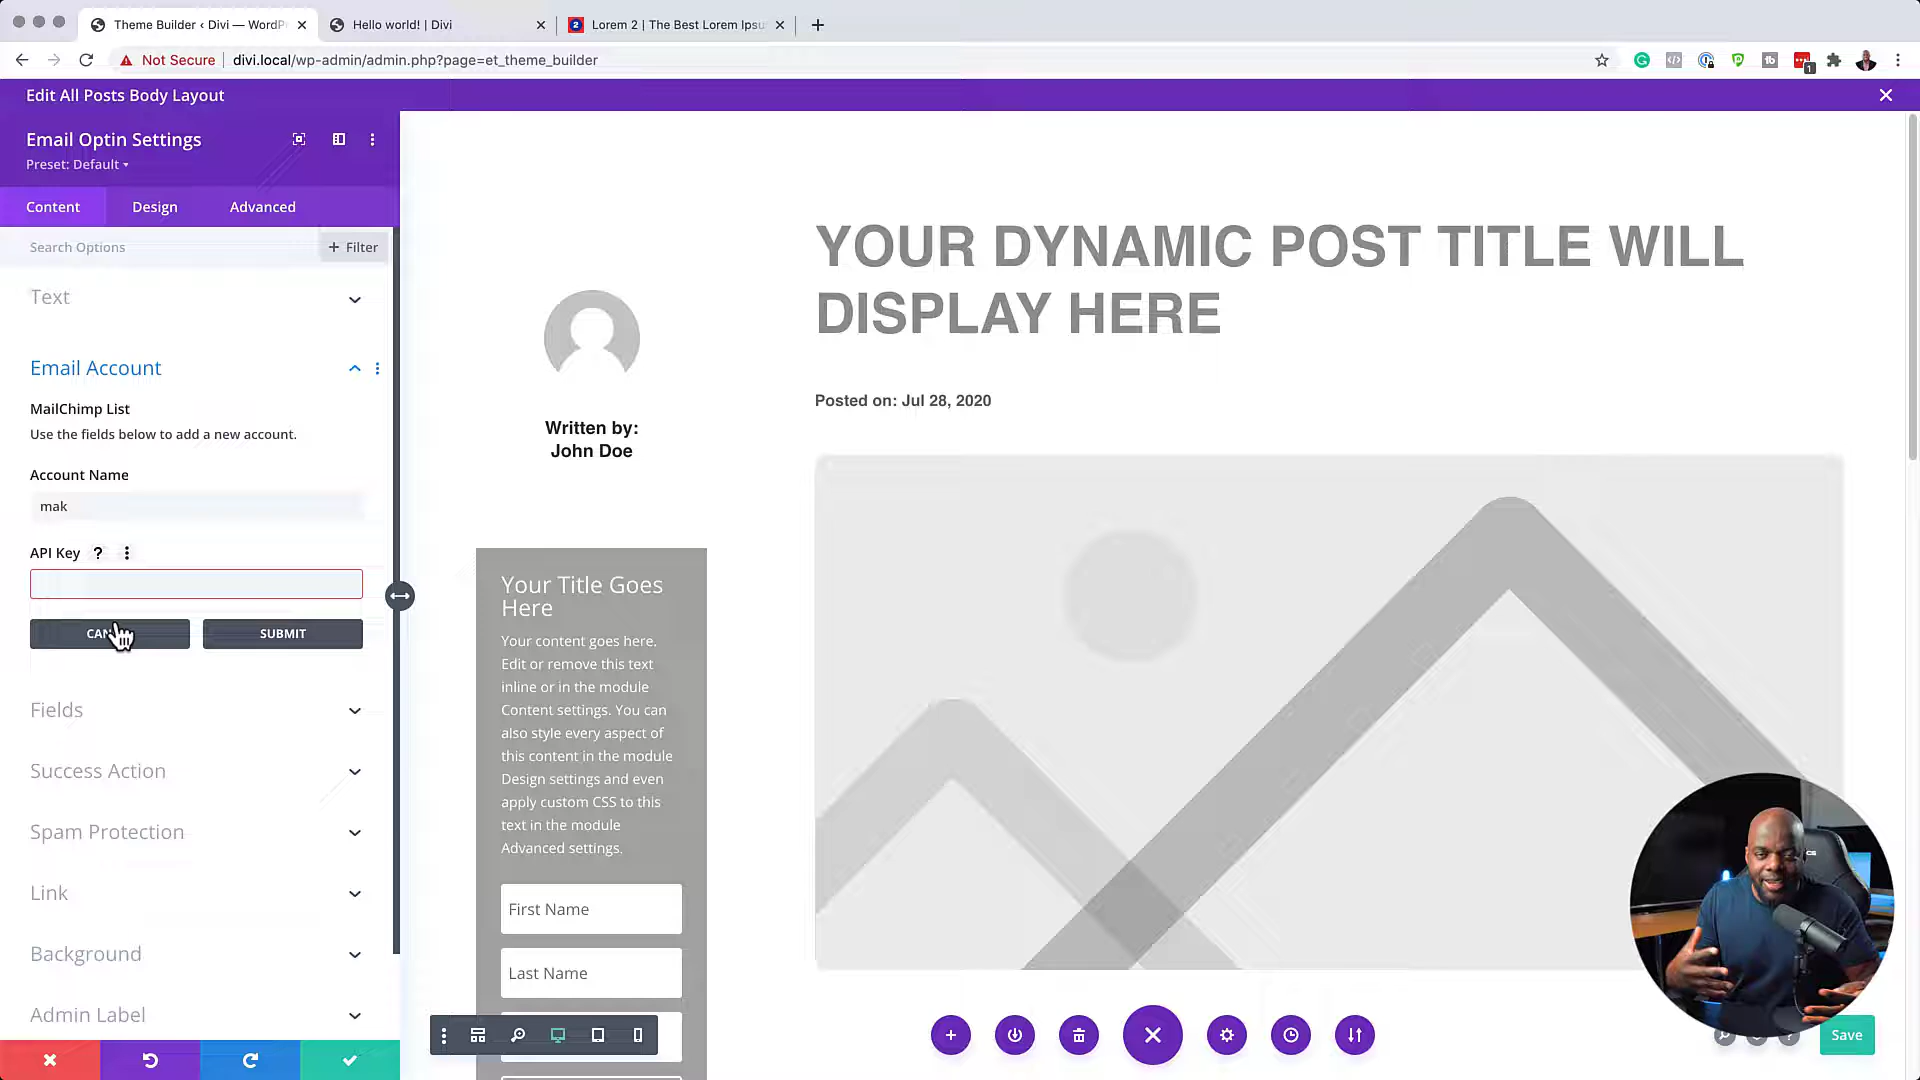 Theme Builder ‹ Divi — WordPr
Hello world! | Divi
2 Lorem 2 | The Best Lorem Ipsu
Not Secure
divi.local/wp-admin/admin.php?page=et_theme_builder
1
Edit All Posts Body Layout
Email Optin Settings
Preset: Default
Content
Design
Advanced
Search Options
+ Filter
Text
Email Account
MailChimp List
Use the fields below to add a new account.
Account Name
mak
API Key ?
SUBMIT
Fields
Success Action
Spam Protection
Link
Background
Admin Label
YOUR DYNAMIC POST TITLE WILL
DISPLAY HERE
Posted on: Jul 28, 2020
Written by:
John Doe
Your Title Goes
Here
Your content goes here.
Edit or remove this text
inline or in the module
Content settings. You can
also style every aspect of
this content in the module
Design settings and even
apply custom CSS to this
text in the module
Advanced settings.
First Name
Last Name
Save